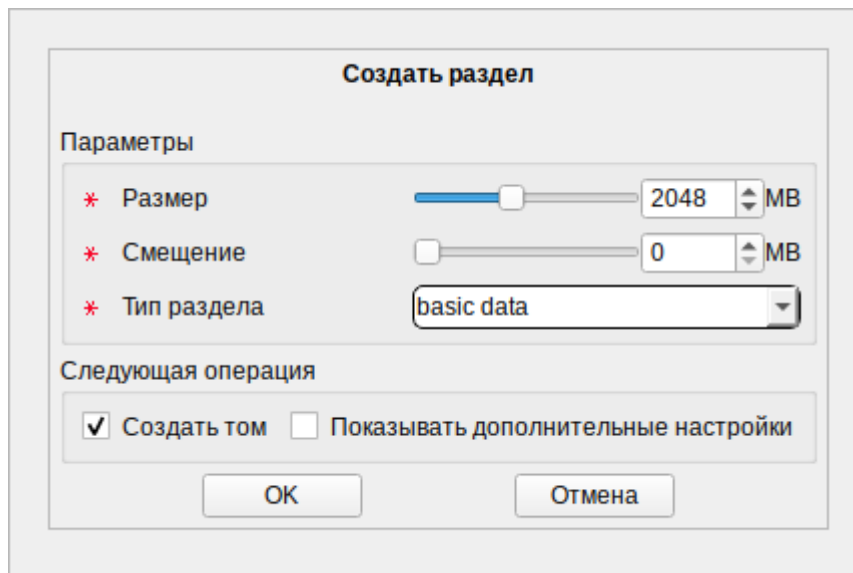 Создать раздел
Параметры
* Размер 2048 MB
* Смещение 0 MB
* Тип раздела basic data
Следующая операция
Создать том Показывать дополнительные настройки
OK Отмена